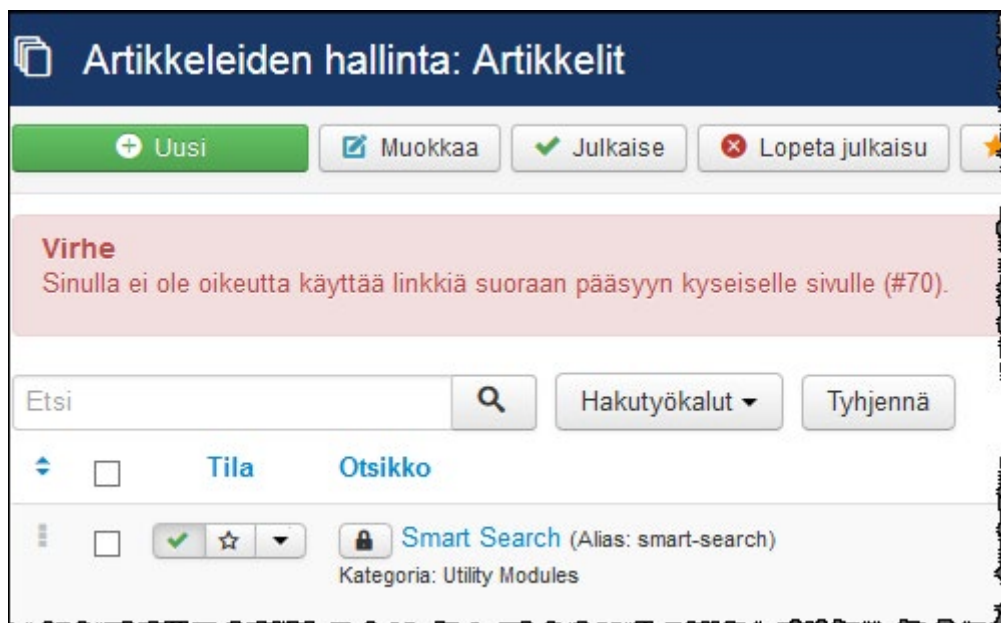 Artikkeleiden hallinta: Artikkelit
Uusi Muokkaa Julkaise Lopeta julkaisu
Virhe
Sinulla ei ole oikeutta käyttää linkkiä suoraan pääsyyn kyseiselle sivulle (#70).
Etsi Hakutyökalut Tyhjennä
Tila Otsikko
Smart Search (Alias: smart-search)
Kategoria: Utility Modules